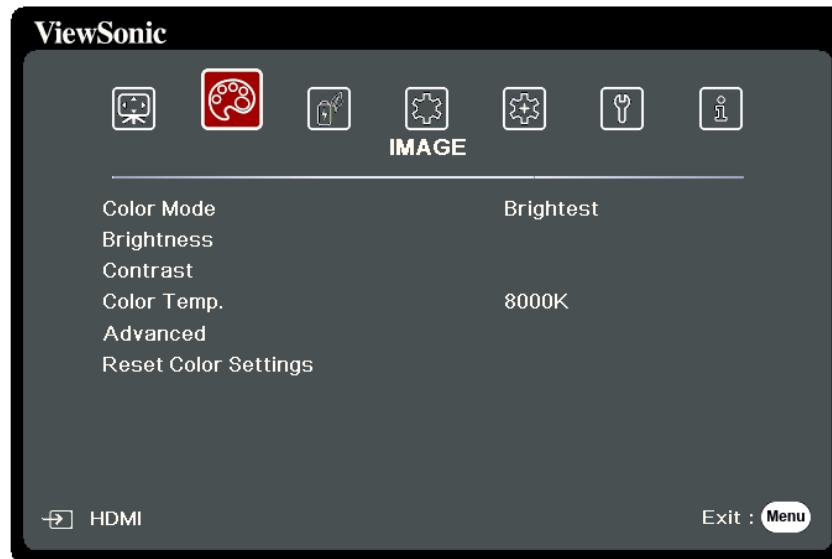 ViewSonic
IMAGE
Color Mode Brightest
Brightness
Contrast
Color Temp. 8000K
Advanced
Reset Color Settings
HDMI Exit : Menu